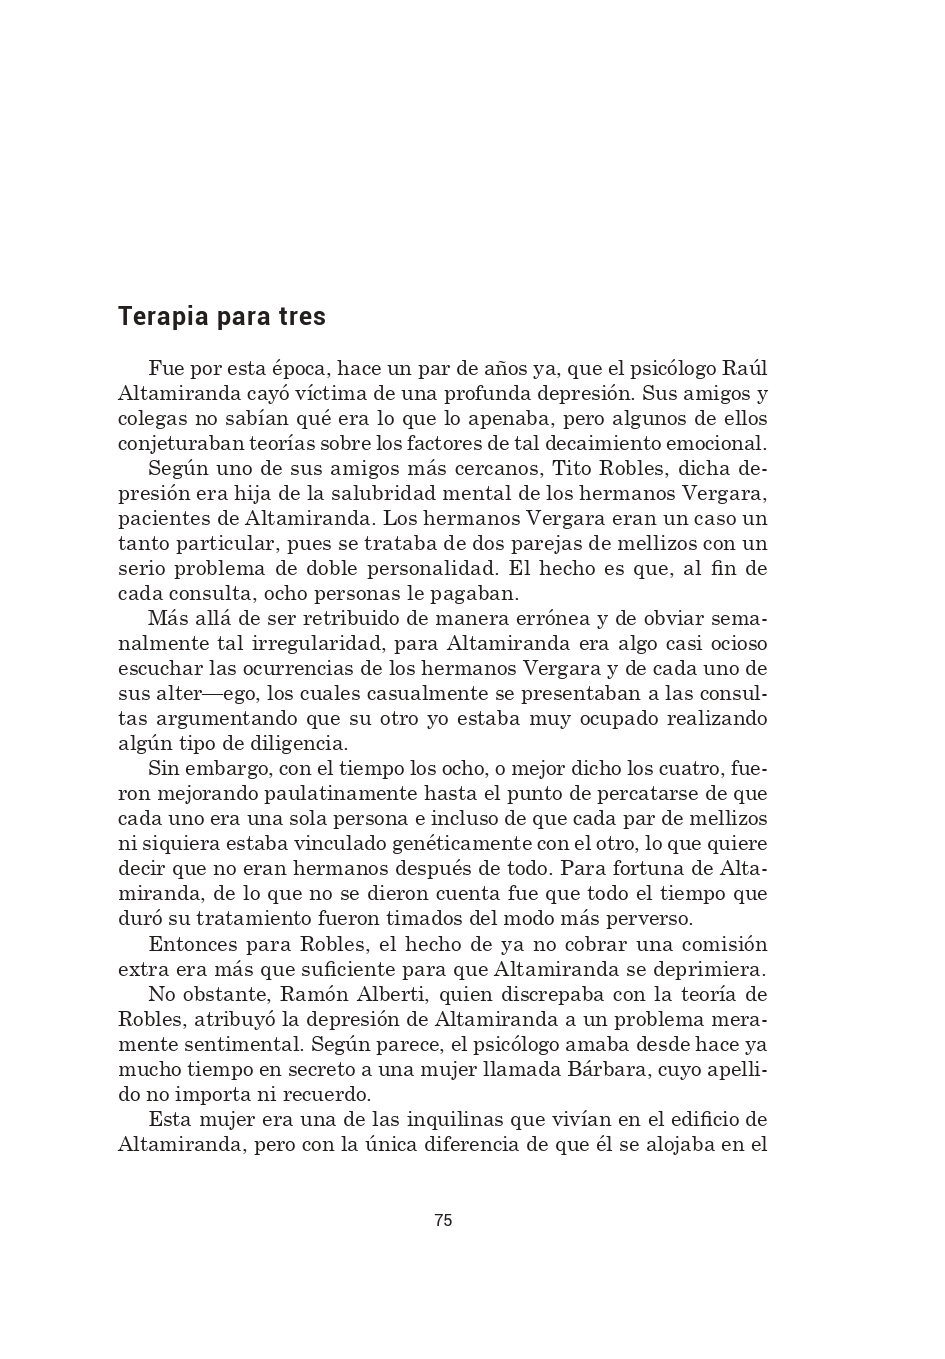 Terapia para tres
Fue por esta época, hace un par de años ya, que el psicólogo Raúl
Altamiranda cayó víctima de una profunda depresión. Sus amigos y
colegas no sabían qué era lo que lo apenaba, pero algunos de ellos
conjeturaban teorías sobre los factores de tal decaimiento emocional.
Según uno de sus amigos más cercanos, Tito Robles, dicha de-
presión era hija de la salubridad mental de los hermanos Vergara,
pacientes de Altamiranda. Los hermanos Vergara eran un caso un
tanto particular, pues se trataba de dos parejas de mellizos con un
serio problema de doble personalidad. El hecho es que, al fin de
cada consulta, ocho personas le pagaban.
Más allá de ser retribuido de manera errónea y de obviar sema-
nalmente tal irregularidad, para Altamiranda era algo casi ocioso
escuchar las ocurrencias de los hermanos Vergara y de cada uno de
sus alter—ego, los cuales casualmente se presentaban a las consul-
tas argumentando que su otro yo estaba muy ocupado realizando
algún tipo de diligencia.
Sin embargo, con el tiempo los ocho, o mejor dicho los cuatro, fue-
ron mejorando paulatinamente hasta el punto de percatarse de que
cada uno era una sola persona e incluso de que cada par de mellizos
ni siquiera estaba vinculado genéticamente con el otro, lo que quiere
decir que no eran hermanos después de todo. Para fortuna de Alta-
miranda, de lo que no se dieron cuenta fue que todo el tiempo que
duró su tratamiento fueron timados del modo más perverso.
Entonces para Robles, el hecho de ya no cobrar una comisión
extra era más que suficiente para que Altamiranda se deprimiera.
No obstante, Ramón Alberti, quien discrepaba con la teoría de
Robles, atribuyó la depresión de Altamiranda a un problema mera-
mente sentimental. Según parece, el psicólogo amaba desde hace ya
mucho tiempo en secreto a una mujer llamada Bárbara, cuyo apelli-
do no importa ni recuerdo.
Esta mujer era una de las inquilinas que vivían en el edificio de
Altamiranda, pero con la única diferencia de que él se alojaba en el
75